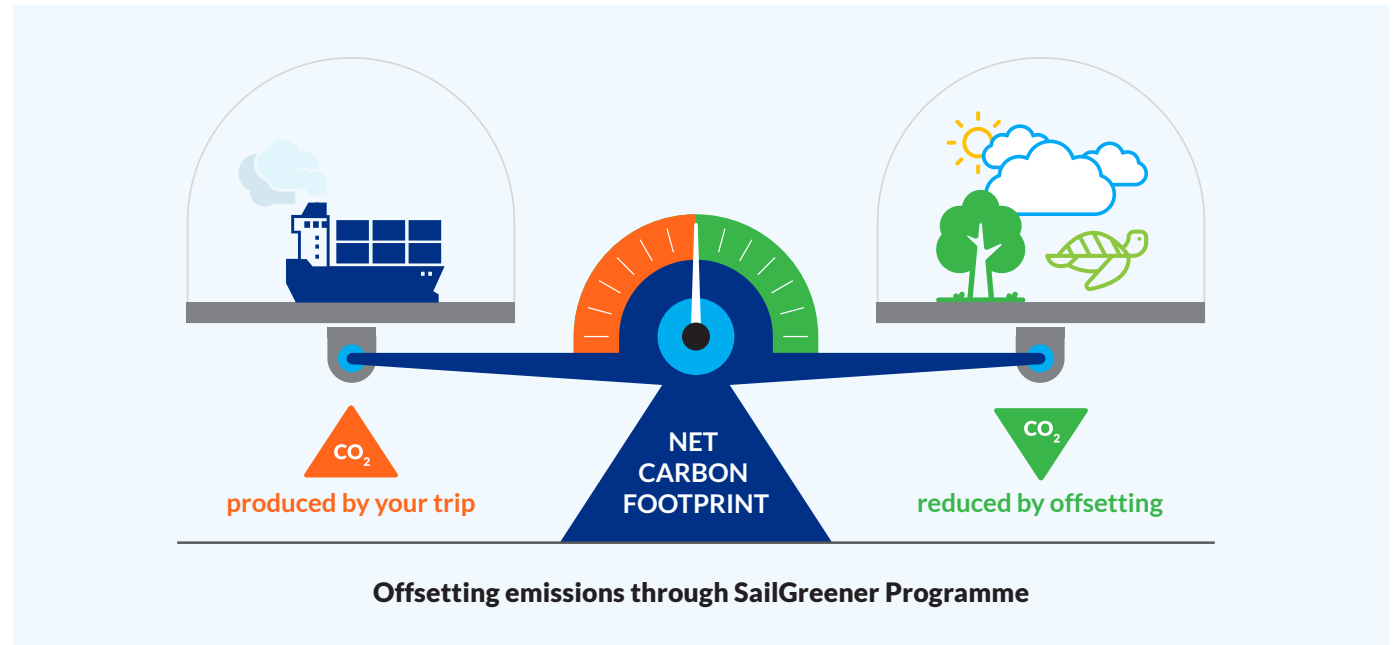 CO₂
produced by your trip
NET
CARBON
FOOTPRINT
CO₂
reduced by offsetting
Offsetting emissions through SailGreener Programme